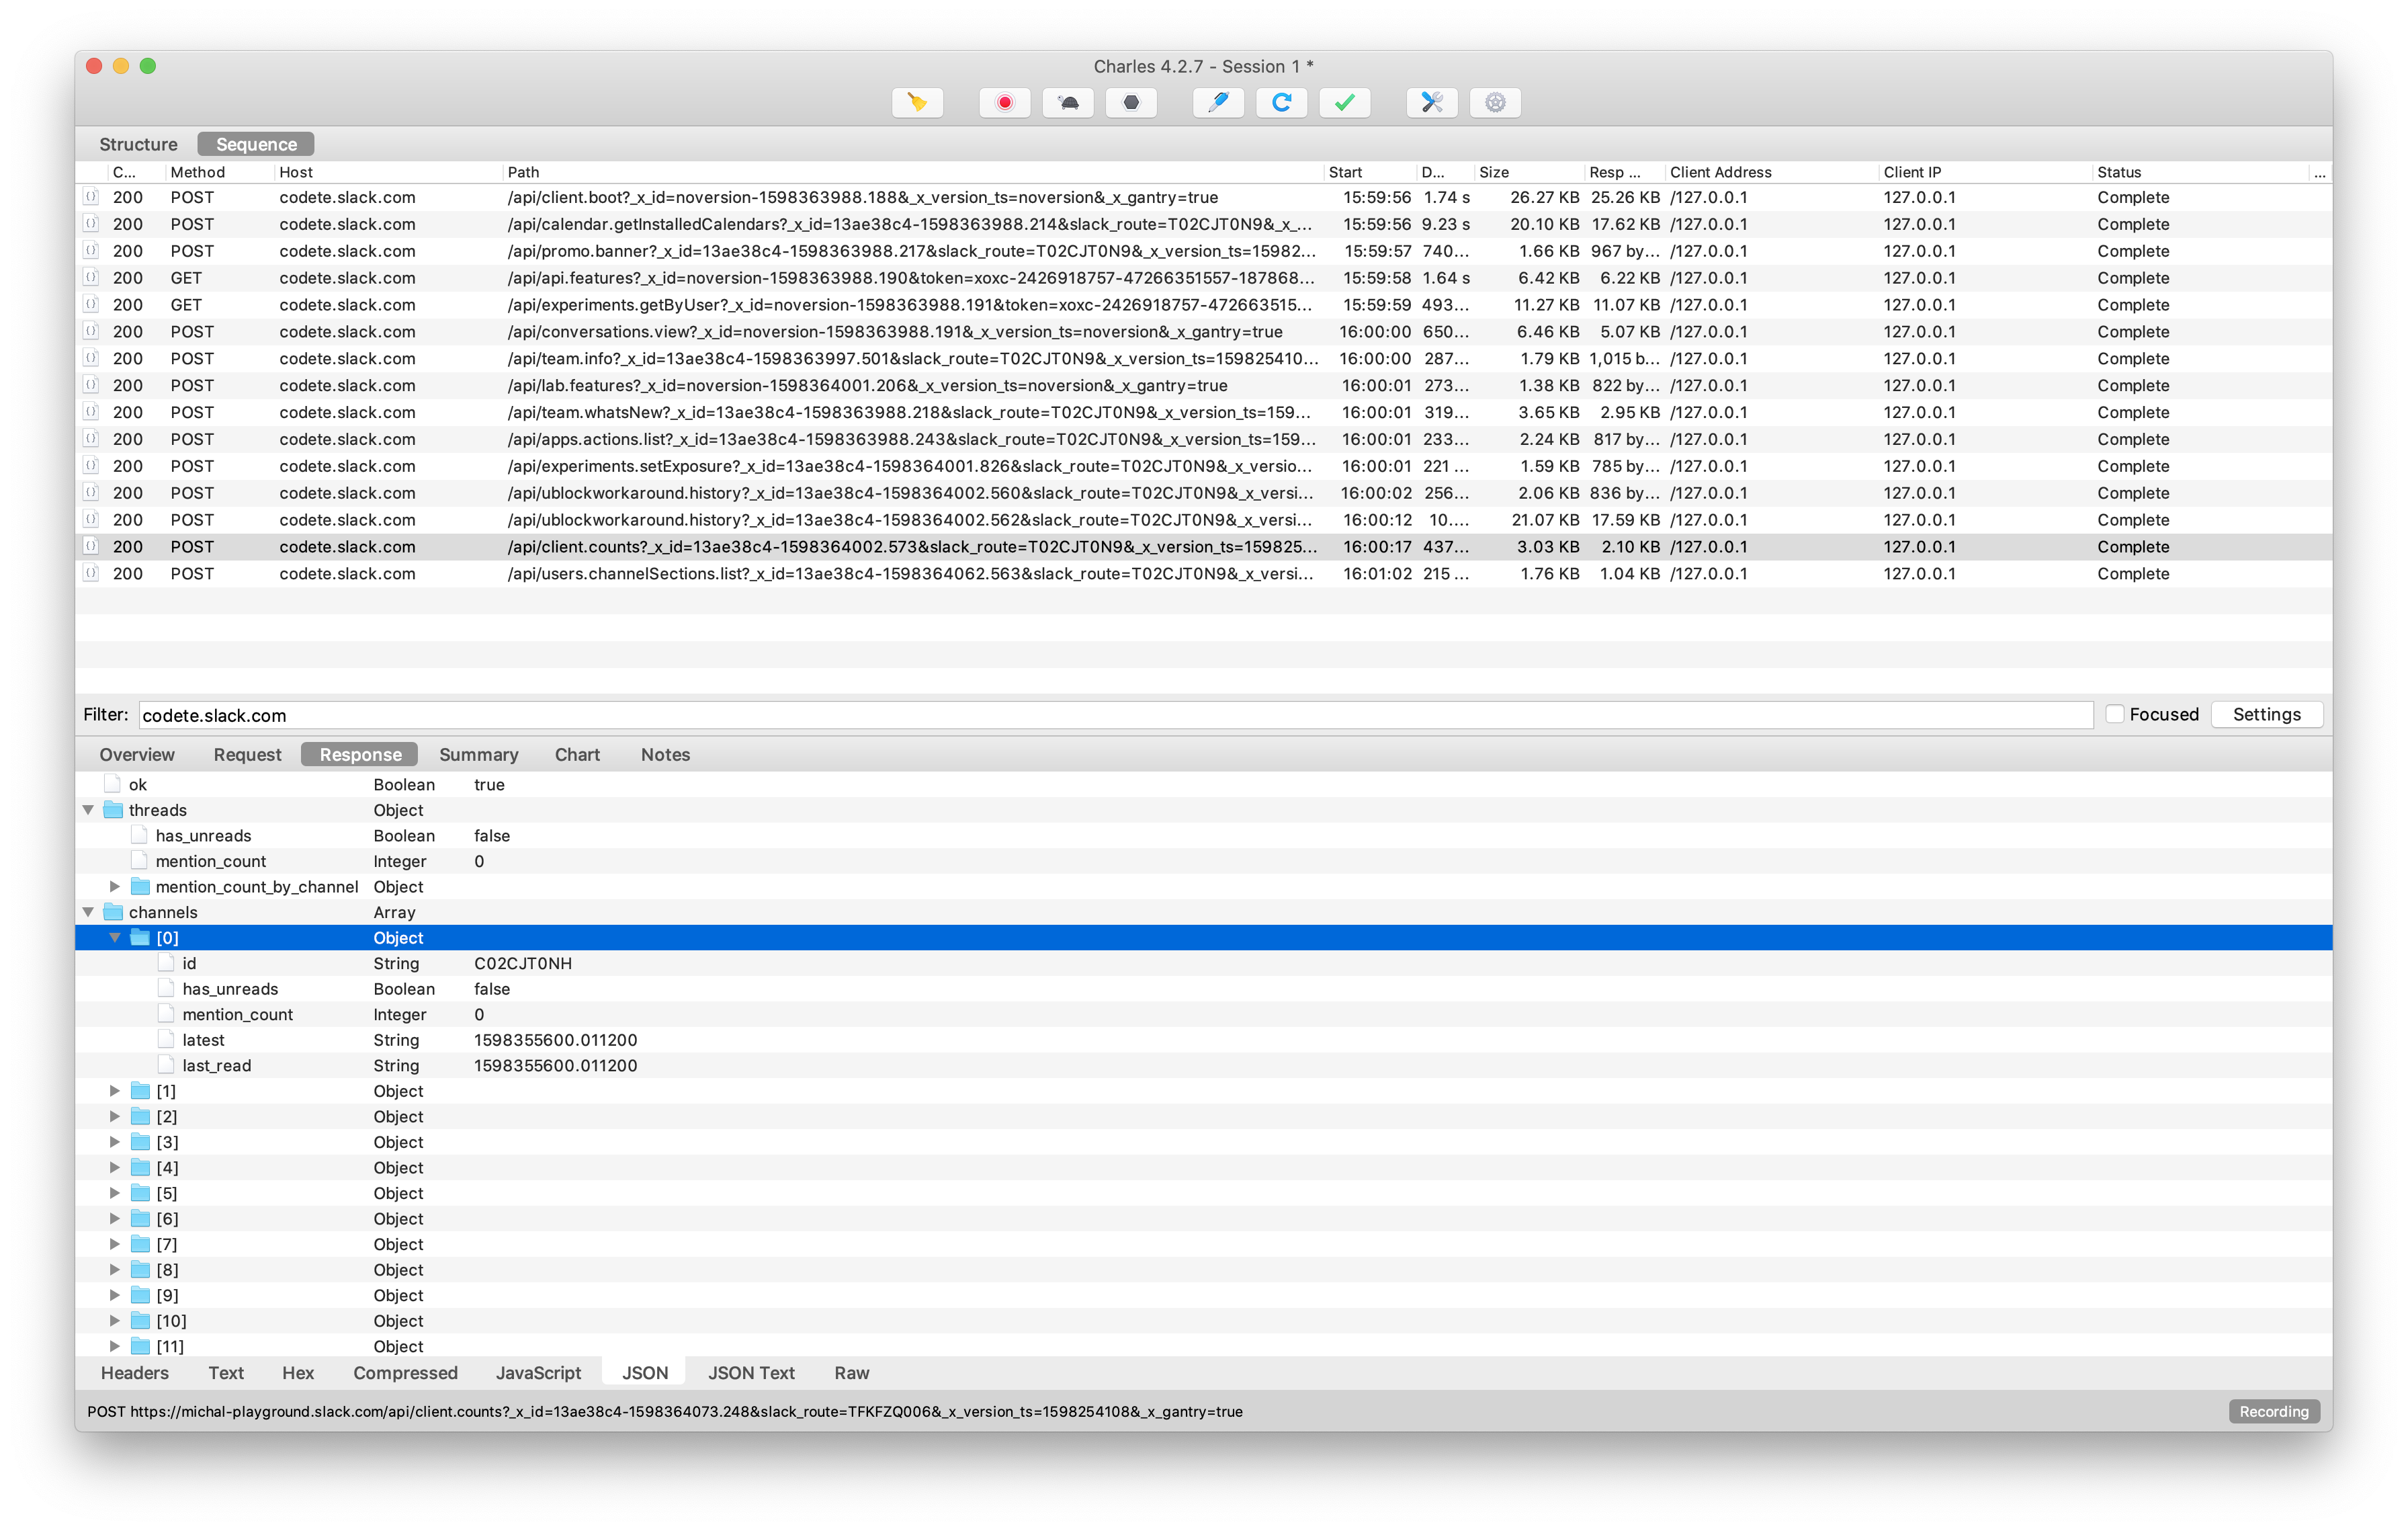 Charles 4.2.7 - Session 1 *
Structure Sequence
C... Method Host Path Start D... Size Resp ... Client Address Client IP Status ...
200 POST codete.slack.com /api/client.boot?_x_id=noversion-1598363988.188&_x_version_ts=noversion&_x_gantry=true 15:59:56 1.74 s 26.27 KB 25.26 KB /127.0.0.1 127.0.0.1 Complete
200 POST codete.slack.com /api/calendar.getInstalledCalendars?_x_id=13ae38c4-1598363988.214&slack_route=T02CJT0N9&_x_... 15:59:56 9.23 s 20.10 KB 17.62 KB /127.0.0.1 127.0.0.1 Complete
200 POST codete.slack.com /api/promo.banner?_x_id=13ae38c4-1598363988.217&slack_route=T02CJT0N9&_x_version_ts=15982... 15:59:57 740... 1.66 KB 967 by... /127.0.0.1 127.0.0.1 Complete
200 GET codete.slack.com /api/api.features?_x_id=noversion-1598363988.190&token=xoxc-2426918757-47266351557-187868... 15:59:58 1.64 s 6.42 KB 6.22 KB /127.0.0.1 127.0.0.1 Complete
200 GET codete.slack.com /api/experiments.getByUser?_x_id=noversion-1598363988.191&token=xoxc-2426918757-472663515... 15:59:59 493... 11.27 KB 11.07 KB /127.0.0.1 127.0.0.1 Complete
200 POST codete.slack.com /api/conversations.view?_x_id=noversion-1598363988.191&_x_version_ts=noversion&_x_gantry=true 16:00:00 650... 6.46 KB 5.07 KB /127.0.0.1 127.0.0.1 Complete
200 POST codete.slack.com /api/team.info?_x_id=13ae38c4-1598363997.501&slack_route=T02CJT0N9&_x_version_ts=159825410... 16:00:00 287... 1.79 KB 1,015 b... /127.0.0.1 127.0.0.1 Complete
200 POST codete.slack.com /api/lab.features?_x_id=noversion-1598364001.206&_x_version_ts=noversion&_x_gantry=true 16:00:01 273... 1.38 KB 822 by... /127.0.0.1 127.0.0.1 Complete
200 POST codete.slack.com /api/team.whatsNew?_x_id=13ae38c4-1598363988.218&slack_route=T02CJT0N9&_x_version_ts=159... 16:00:01 319... 3.65 KB 2.95 KB /127.0.0.1 127.0.0.1 Complete
200 POST codete.slack.com /api/apps.actions.list?_x_id=13ae38c4-1598363988.243&slack_route=T02CJT0N9&_x_version_ts=159... 16:00:01 233... 2.24 KB 817 by... /127.0.0.1 127.0.0.1 Complete
200 POST codete.slack.com /api/experiments.setExposure?_x_id=13ae38c4-1598364001.826&slack_route=T02CJT0N9&_x_versio... 16:00:01 221 ... 1.59 KB 785 by... /127.0.0.1 127.0.0.1 Complete
200 POST codete.slack.com /api/ublockworkaround.history?_x_id=13ae38c4-1598364002.560&slack_route=T02CJT0N9&_x_versi... 16:00:02 256... 2.06 KB 836 by... /127.0.0.1 127.0.0.1 Complete
200 POST codete.slack.com /api/ublockworkaround.history?_x_id=13ae38c4-1598364002.562&slack_route=T02CJT0N9&_x_versi... 16:00:12 10.... 21.07 KB 17.59 KB /127.0.0.1 127.0.0.1 Complete
200 POST codete.slack.com /api/client.counts?_x_id=13ae38c4-1598364002.573&slack_route=T02CJT0N9&_x_version_ts=159825... 16:00:17 437... 3.03 KB 2.10 KB /127.0.0.1 127.0.0.1 Complete
200 POST codete.slack.com /api/users.channelSections.list?_x_id=13ae38c4-1598364062.563&slack_route=T02CJT0N9&_x_versi... 16:01:02 215 ... 1.76 KB 1.04 KB /127.0.0.1 127.0.0.1 Complete
Filter: codete.slack.com Focused Settings
Overview Request Response Summary Chart Notes
ok Boolean true
threads Object
has_unreads Boolean false
mention_count Integer 0
mention_count_by_channel Object
channels Array
[0] Object
id String C02CJT0NH
has_unreads Boolean false
mention_count Integer 0
latest String 1598355600.011200
last_read String 1598355600.011200
[1] Object
[2] Object
[3] Object
[4] Object
[5] Object
[6] Object
[7] Object
[8] Object
[9] Object
[10] Object
[11] Object
Headers Text Hex Compressed JavaScript JSON JSON Text Raw
POST https://michal-playground.slack.com/api/client.counts?_x_id=13ae38c4-1598364073.248&slack_route=TFKFZQ006&_x_version_ts=1598254108&_x_gantry=true Recording